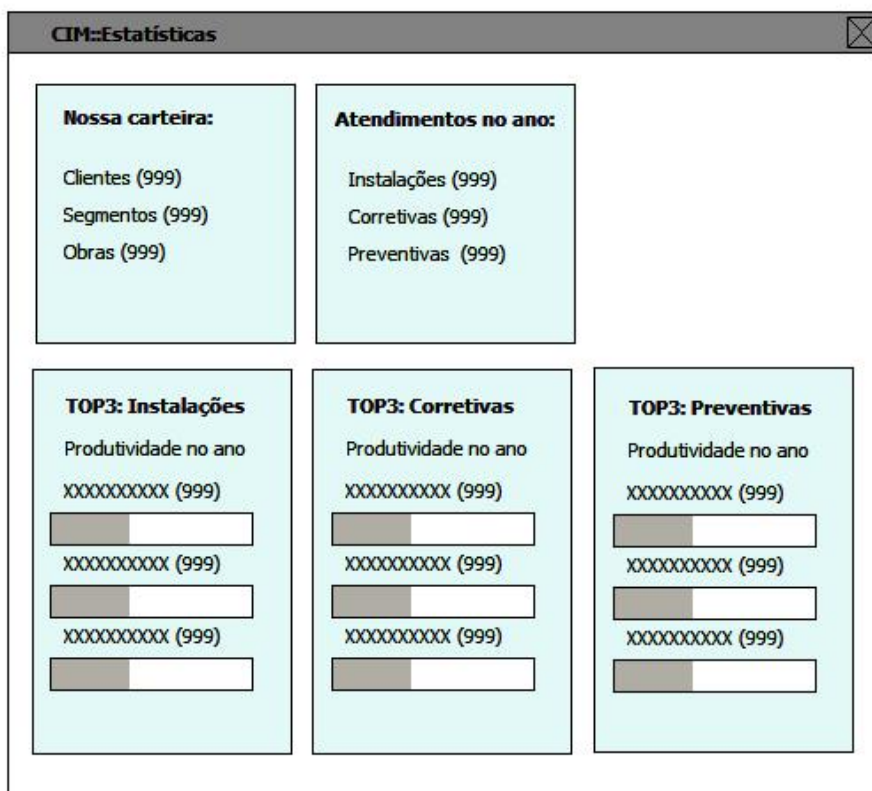 CIM::Estatísticas
Nossa carteira:
Clientes (999)
Segmentos (999)
Obras (999)
Atendimentos no ano:
Instalações (999)
Corretivas (999)
Preventivas (999)
TOP3: Instalações
Produtividade no ano
XXXXXXXXXX (999)
XXXXXXXXXX (999)
XXXXXXXXXX (999)
TOP3: Corretivas
Produtividade no ano
XXXXXXXXXX (999)
XXXXXXXXXX (999)
XXXXXXXXXX (999)
TOP3: Preventivas
Produtividade no ano
XXXXXXXXXX (999)
XXXXXXXXXX (999)
XXXXXXXXXX (999)